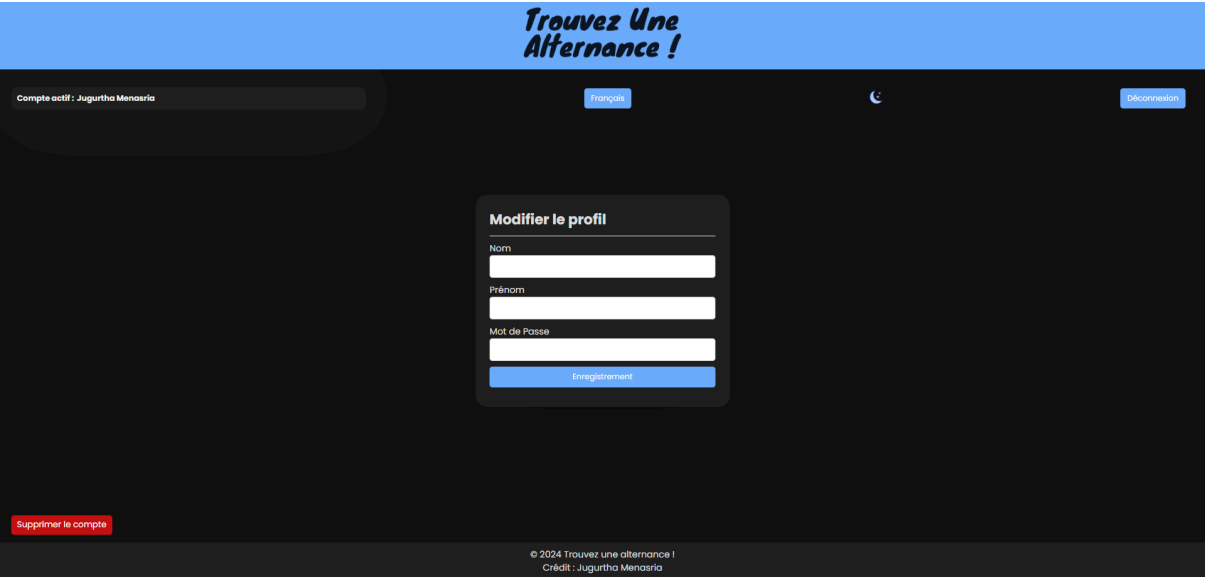 Trouvez Une
Alternance !
Compte actif : Jugurtha Menasria
Français
Déconnexion
Modifier le profil
Nom
Prénom
Mot de Passe
Enregistrement
Supprimer le compte
© 2024 Trouvez une alternance !
Crédit : Jugurtha Menasria